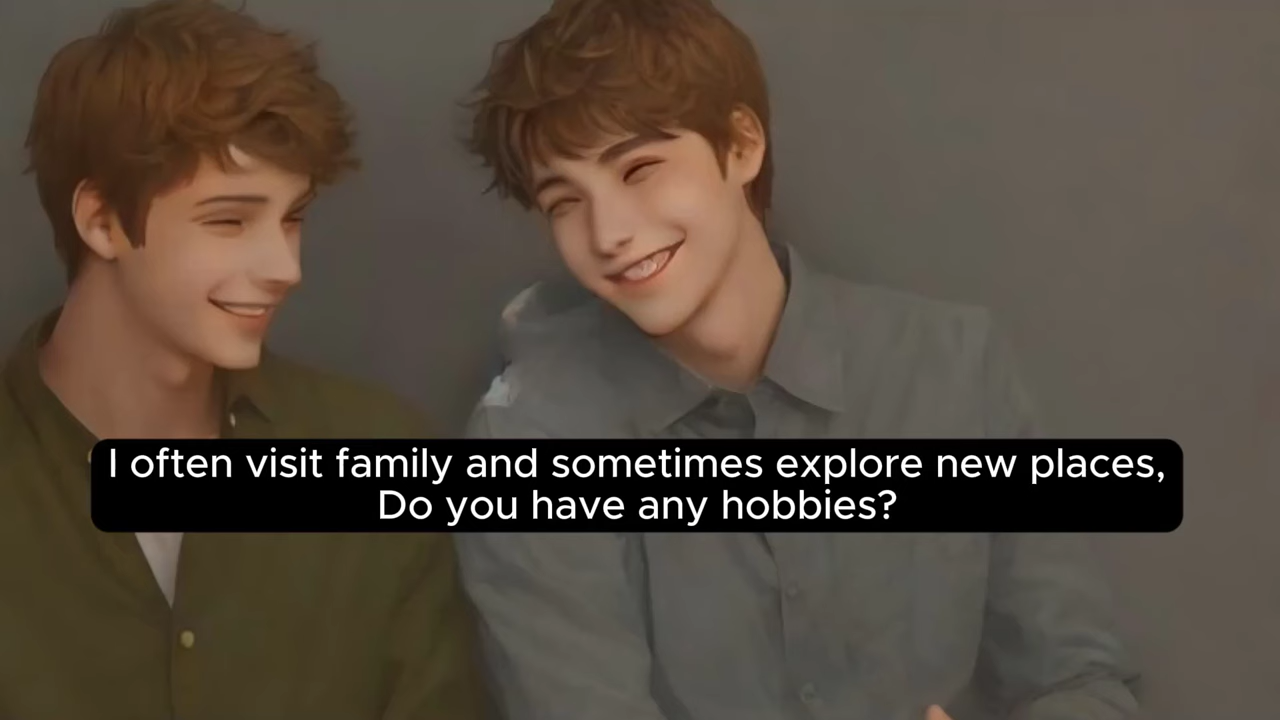 I often visit family and sometimes explore new places,
Do you have any hobbies?